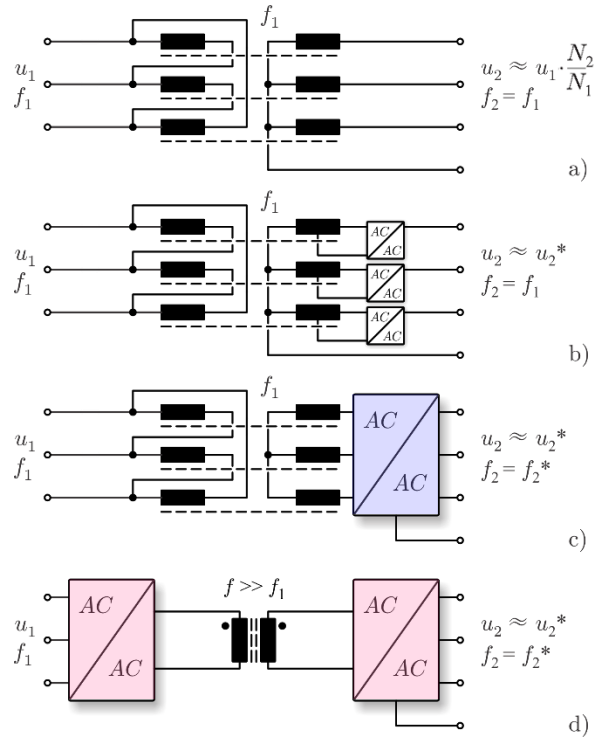 f₁
u₁
f₁
u₂ ≈ u₁·N₂/N₁
f₂ = f₁
a)
f₁
u₁
f₁
AC
AC
AC
AC
AC
AC
u₂ ≈ u₂*
f₂ = f₁
b)
f₁
u₁
f₁
AC
AC
u₂ ≈ u₂*
f₂ = f₂*
c)
f >> f₁
u₁
f₁
AC
AC
AC
AC
u₂ ≈ u₂*
f₂ = f₂*
d)